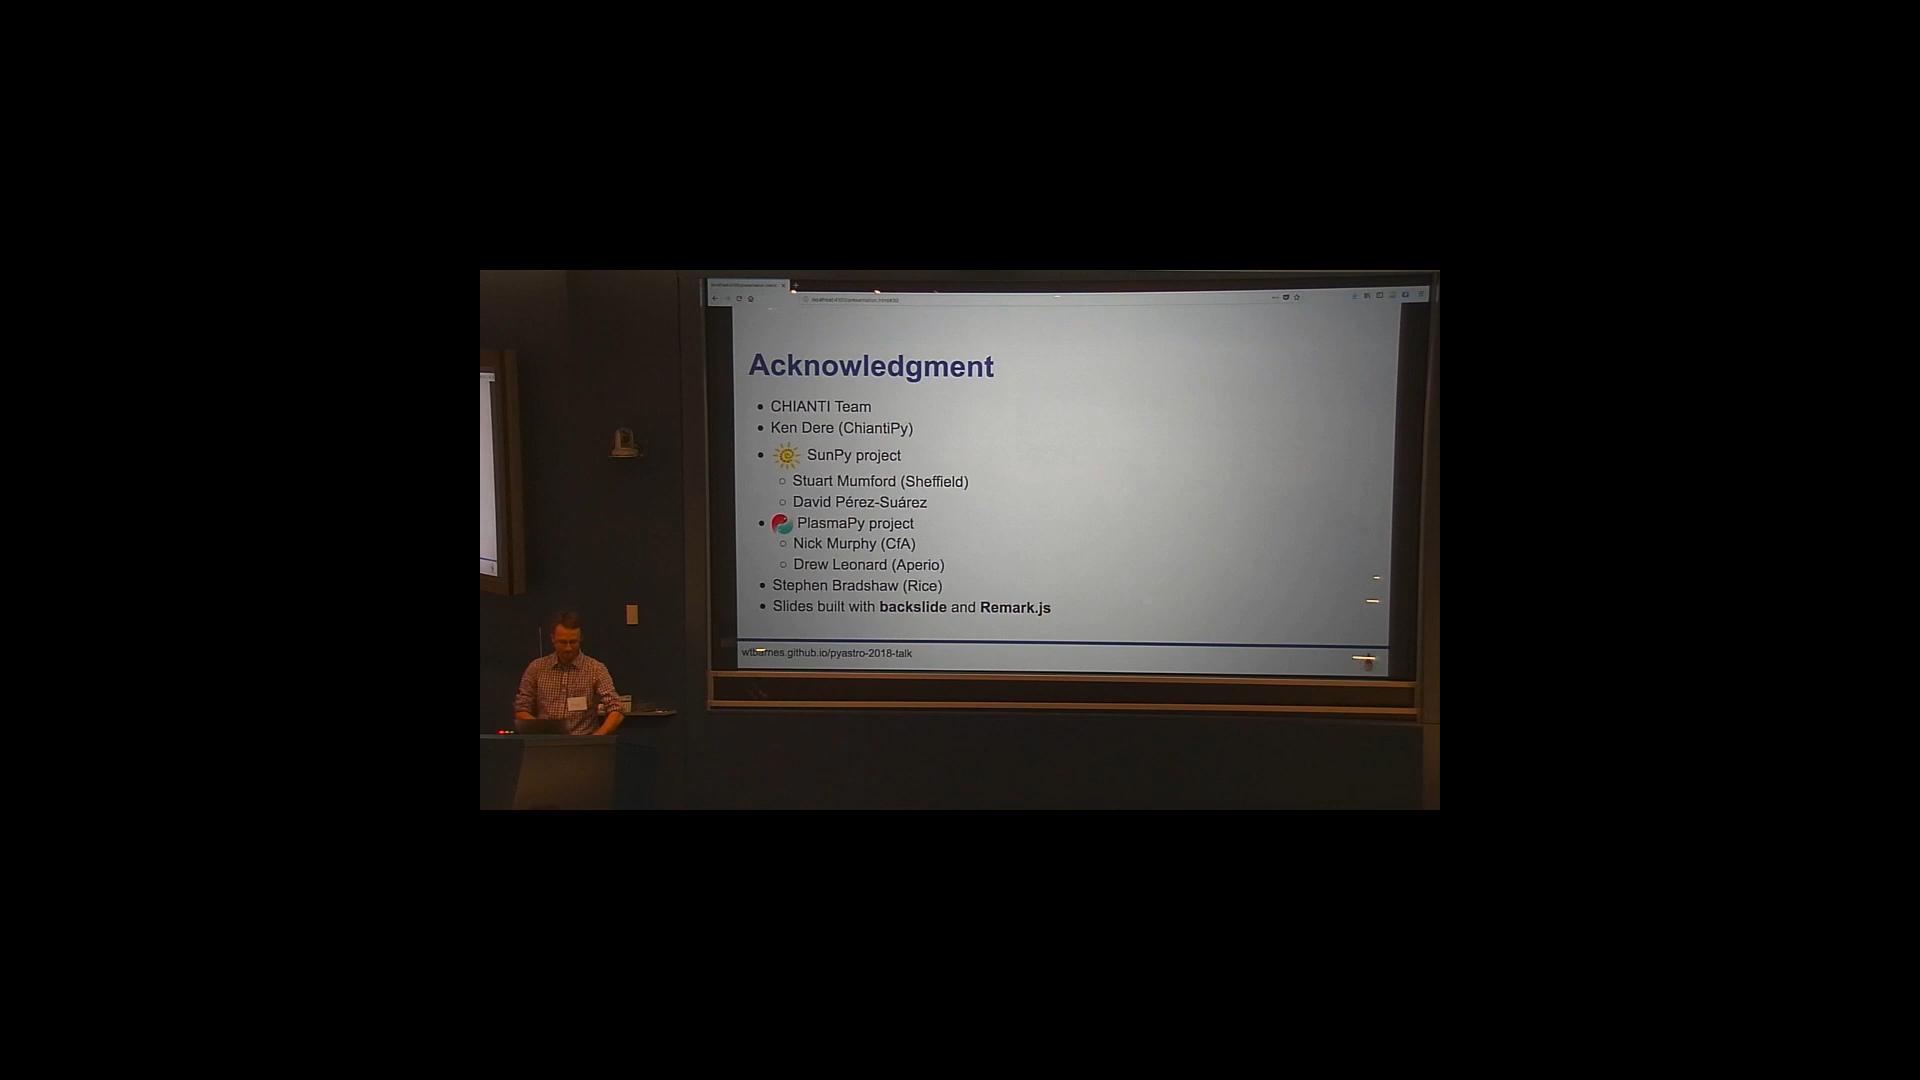 Acknowledgment
CHIANTI Team
Ken Dere (ChiantiPy)
SunPy project
Stuart Mumford (Sheffield)
David Pérez-Suárez
PlasmaPy project
Nick Murphy (CfA)
Drew Leonard (Aperio)
Stephen Bradshaw (Rice)
Slides built with backslide and Remark.js
wtbarnes.github.io/pyastro-2018-talk